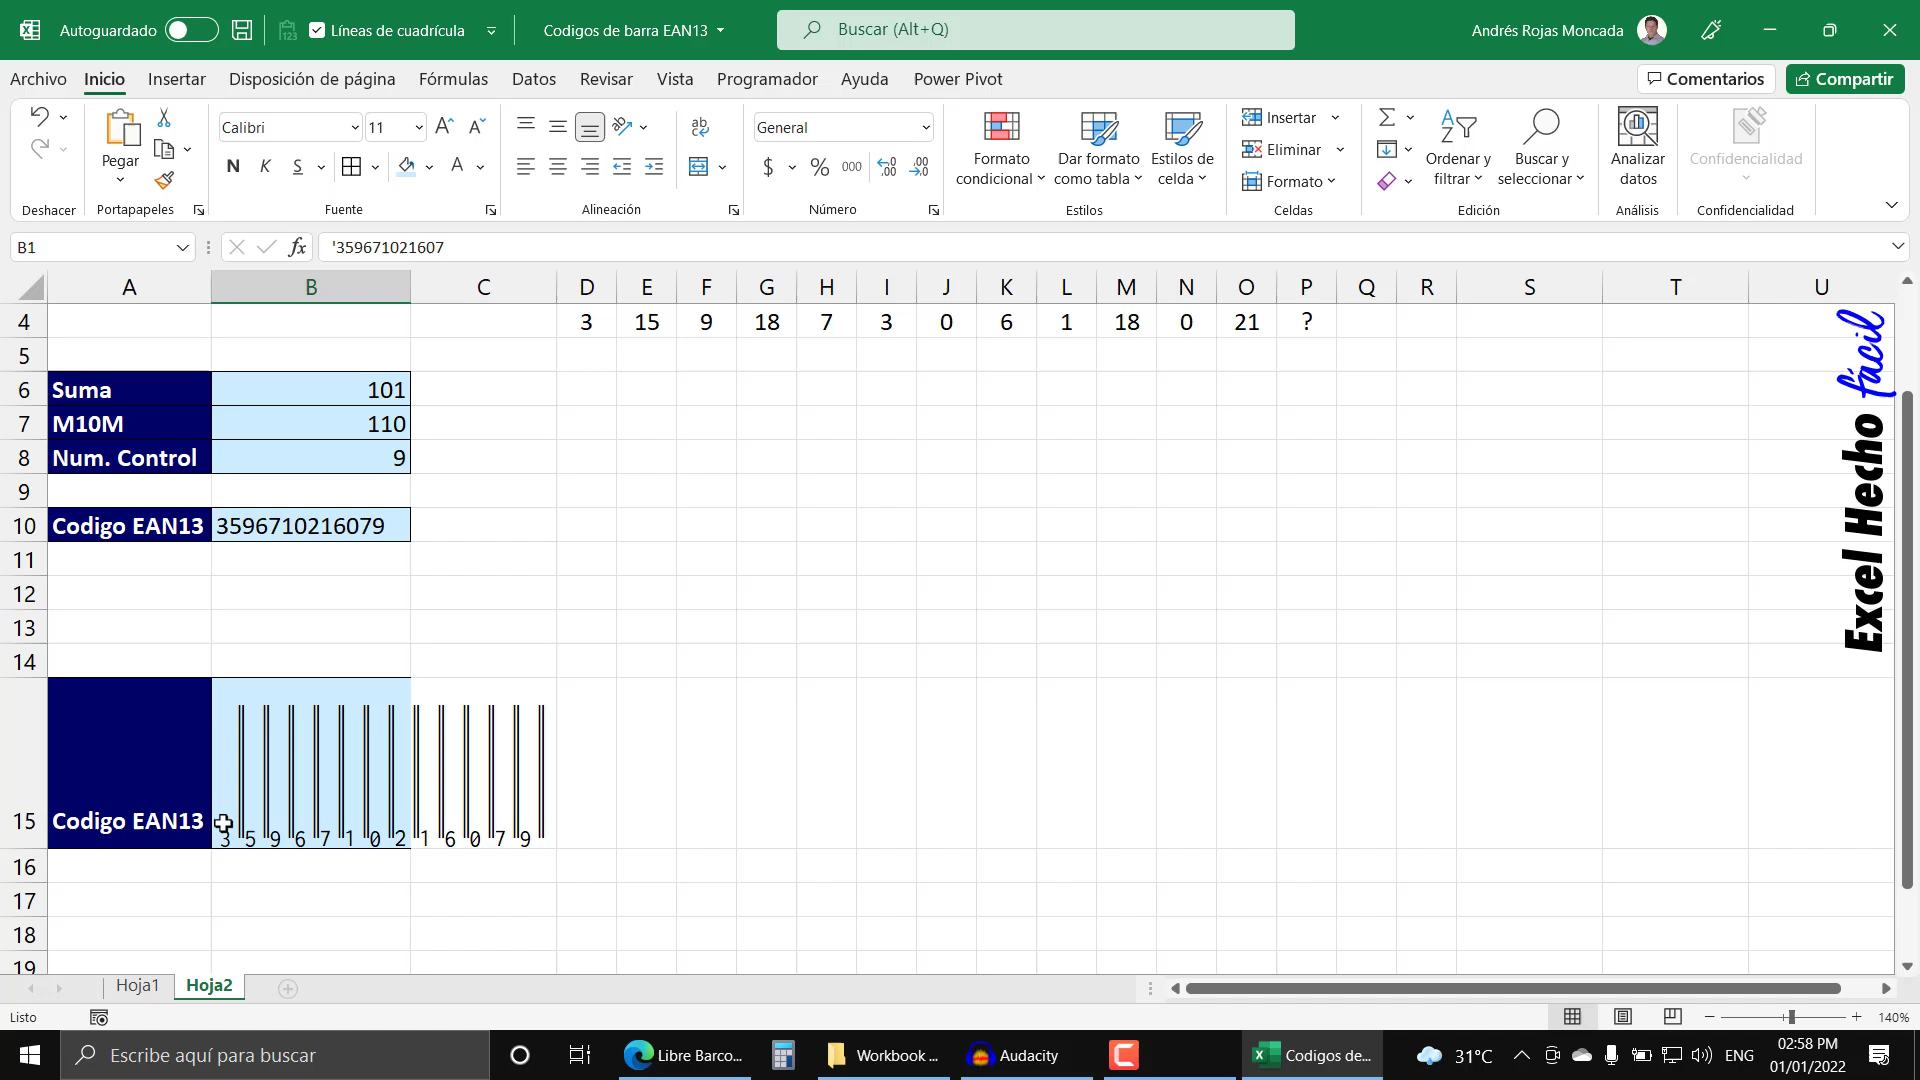 Autoguardado
Líneas de cuadrícula
Codigos de barra EAN13
Buscar (Alt+Q)
Andrés Rojas Moncada
Archivo Inicio Insertar Disposición de página Fórmulas Datos Revisar Vista Programador Ayuda Power Pivot
Comentarios Compartir
Pegar
Calibri 11
N K S
General
$ % 000
Formato condicional
Dar formato como tabla
Estilos de celda
Insertar
Eliminar
Formato
Ordenar y filtrar
Buscar y seleccionar
Analizar datos
Confidencialidad
Deshacer Portapapeles Fuente Alineación Número Estilos Celdas Edición Análisis Confidencialidad
B1 fx '359671021607
A B C D E F G H I J K L M N O P Q R S T U
4 3 15 9 18 7 3 0 6 1 18 0 21 ?
5
6 Suma 101
7 M10M 110
8 Num. Control 9
9
10 Codigo EAN13 3596710216079
11
12
13
14
15 Codigo EAN13 3 5 9 6 7 1 0 2 1 6 0 7 9
16
17
18
19
Excel Hecho fácil
Hoja1 Hoja2
Listo
140%
Escribe aquí para buscar
Libre Barco...
Workbook ...
Audacity
Codigos de...
31°C
ENG
02:58 PM
01/01/2022